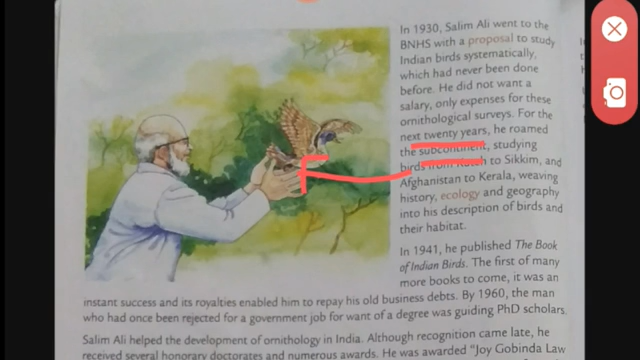 In 1930, Salim Ali went to the
BNHS with a proposal to study
Indian birds systematically,
which had never been done
before. He did not want a
salary, only expenses for these
ornithological surveys. For the
next twenty years, he roamed
the subcontinent, studying
birds from Kutch to Sikkim, and
Afghanistan to Kerala, weaving
history, ecology and geography
into his description of birds and
their habitat.
In 1941, he published The Book
of Indian Birds. The first of many
more books to come, it was an
instant success and its royalties enabled him to repay his old business debts. By 1960, the man
who had once been rejected for a government job for want of a degree was guiding PhD scholars.
Salim Ali helped the development of ornithology in India. Although recognition came late, he
received several honorary doctorates and numerous awards. He was awarded "Joy Gobinda Law